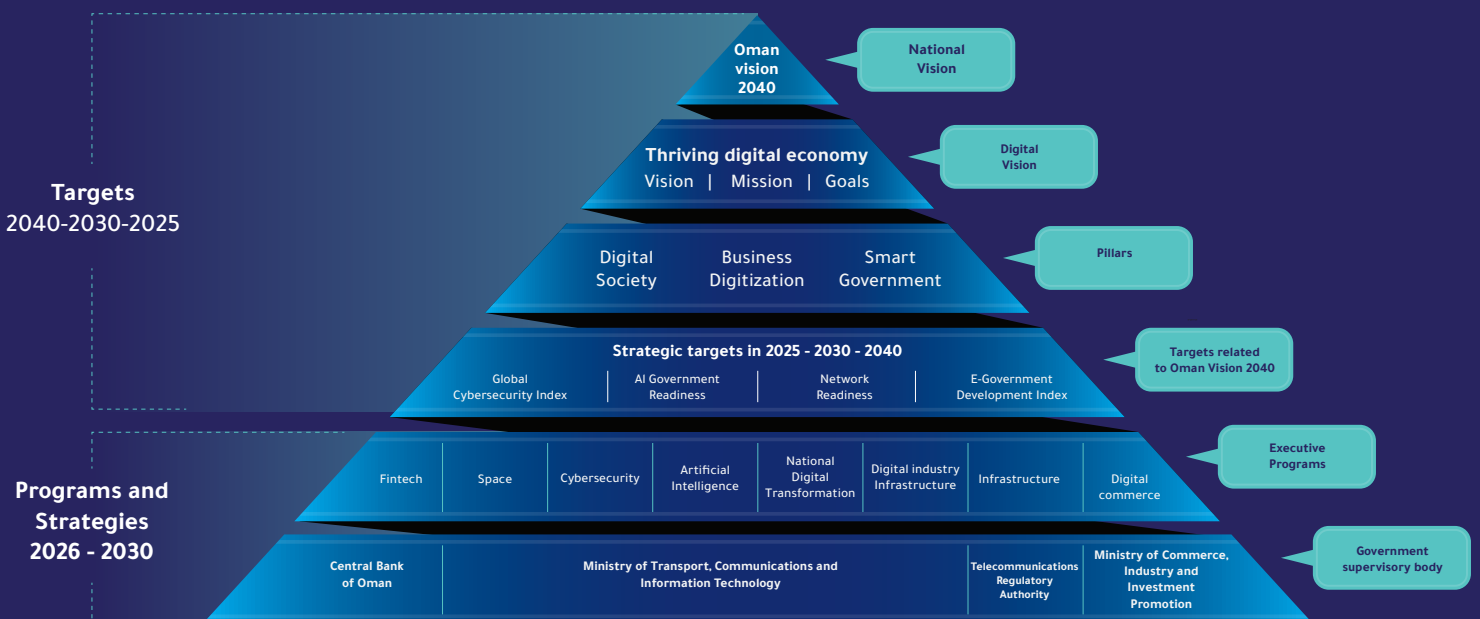 Oman
vision
2040
National
Vision
Thriving digital economy
Vision | Mission | Goals
Digital
Vision
Targets
2040-2030-2025
Digital
Society
Business
Digitization
Smart
Government
Pillars
Strategic targets in 2025 - 2030 - 2040
Global
Cybersecurity Index
AI Government
Readiness
Network
Readiness
E-Government
Development Index
Targets related
to Oman Vision 2040
Programs and
Strategies
2026 - 2030
Fintech
Space
Cybersecurity
Artificial
Intelligence
National
Digital
Transformation
Digital industry
Infrastructure
Infrastructure
Digital
commerce
Executive
Programs
Central Bank
of Oman
Ministry of Transport, Communications and
Information Technology
Telecommunications
Regulatory
Authority
Ministry of Commerce,
Industry and
Investment
Promotion
Government
supervisory body